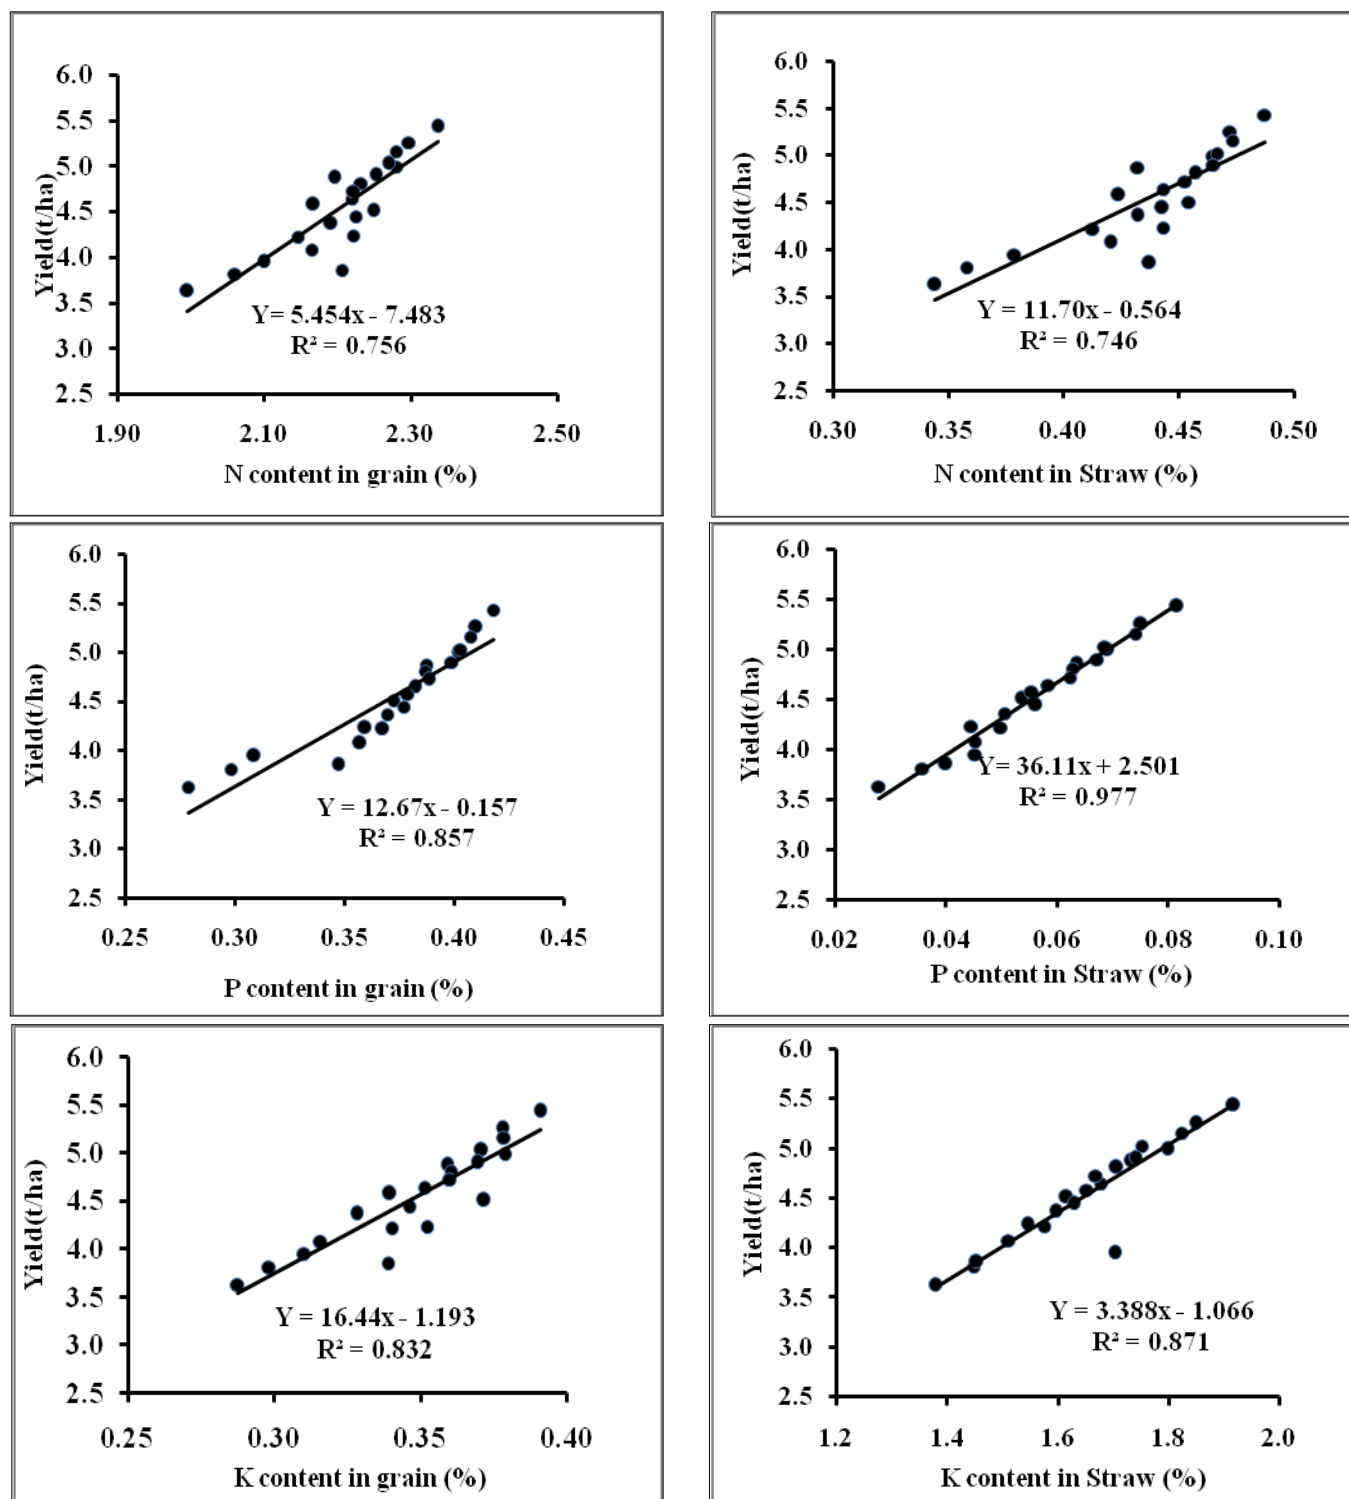 6.0
5.5
5.0
4.5
4.0
3.5
3.0
2.5
Yield(t/ha)
Y= 5.454x - 7.483
R² = 0.756
1.90 2.10 2.30 2.50
N content in grain (%)
6.0
5.5
5.0
4.5
4.0
3.5
3.0
2.5
Yield(t/ha)
Y = 11.70x - 0.564
R² = 0.746
0.30 0.35 0.40 0.45 0.50
N content in Straw (%)
6.0
5.5
5.0
4.5
4.0
3.5
3.0
2.5
Yield(t/ha)
Y = 12.67x - 0.157
R² = 0.857
0.25 0.30 0.35 0.40 0.45
P content in grain (%)
6.0
5.5
5.0
4.5
4.0
3.5
3.0
2.5
Yield(t/ha)
Y= 36.11x + 2.501
R² = 0.977
0.02 0.04 0.06 0.08 0.10
P content in Straw (%)
6.0
5.5
5.0
4.5
4.0
3.5
3.0
2.5
Yield(t/ha)
Y = 16.44x - 1.193
R² = 0.832
0.25 0.30 0.35 0.40
K content in grain (%)
6.0
5.5
5.0
4.5
4.0
3.5
3.0
2.5
Yield(t/ha)
Y = 3.388x - 1.066
R² = 0.871
1.2 1.4 1.6 1.8 2.0
K content in Straw (%)